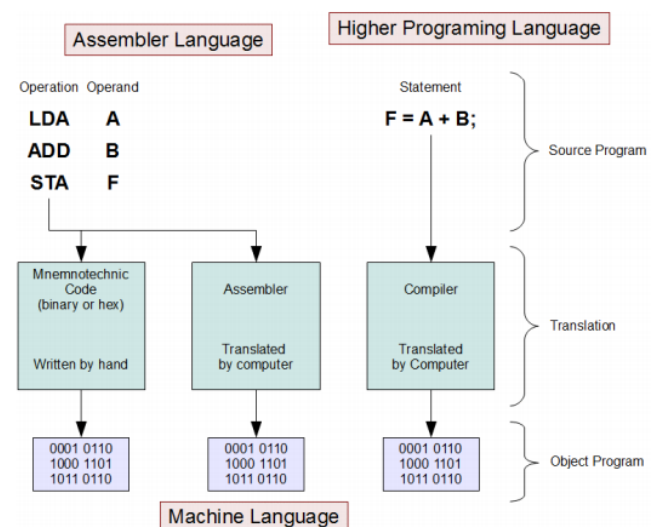 Assembler Language
Higher Programing Language
Operation Operand
Statement
LDA A
F = A + B;
ADD B
STA F
Source Program
Mnemnotechnic
Code
(binary or hex)
Written by hand
Assembler
Translated
by computer
Compiler
Translated
by Computer
Translation
0001 0110
1000 1101
1011 0110
0001 0110
1000 1101
1011 0110
0001 0110
1000 1101
1011 0110
Object Program
Machine Language